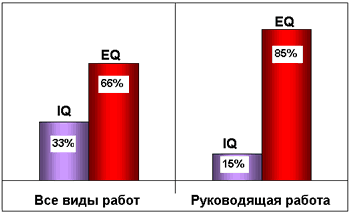 EQ
66%
IQ
33%
Все виды работ
EQ
85%
IQ
15%
Руководящая работа